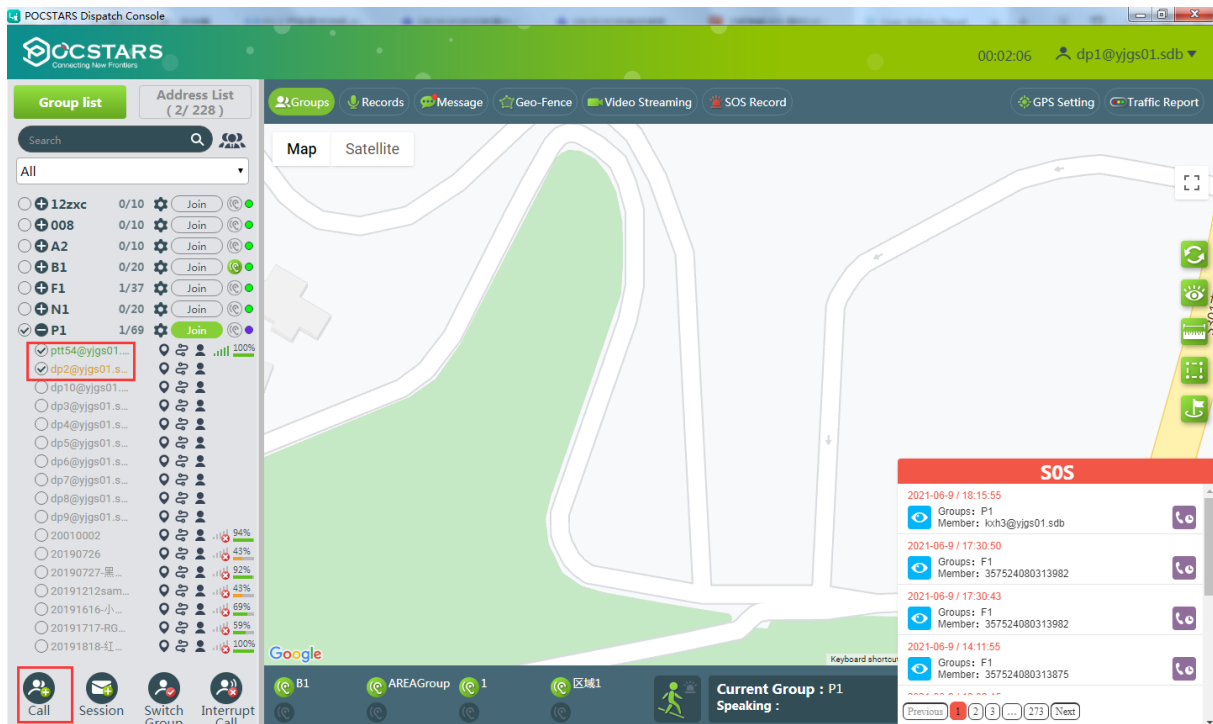 POCSTARS Dispatch Console
POCSTARS
Connecting New Frontiers
00:02:06 dp1@yjgs01.sdb ▼
Group list
Address List
( 2/ 228 )
Groups Records Message Geo-Fence Video Streaming SOS Record GPS Setting Traffic Report
Search
All
Map Satellite
12zxc 0/10 Join
008 0/10 Join
A2 0/10 Join
B1 0/20 Join
F1 1/37 Join
N1 0/20 Join
P1 1/69 Join
ptt54@yjgs01.... 100%
dp2@yjgs01.s...
dp10@yjgs01....
dp3@yjgs01.s...
dp4@yjgs01.s...
dp5@yjgs01.s...
dp6@yjgs01.s...
dp7@yjgs01.s...
dp8@yjgs01.s...
dp9@yjgs01.s...
20010002 94%
20190726 43%
20190727-黑... 92%
20191212sam... 43%
20191616-小... 69%
20191717-RG... 59%
20191818-红... 100%
SOS
2021-06-9 / 18:15:55
Groups: P1
Member: kxh3@yjgs01.sdb
2021-06-9 / 17:30:50
Groups: F1
Member: 357524080313982
2021-06-9 / 17:30:43
Groups: F1
Member: 357524080313982
2021-06-9 / 14:11:55
Groups: F1
Member: 357524080313875
Previous 1 2 3 ... 273 Next
Google
Keyboard shortcu
Call
Session
Switch
Group
Interrupt
Call
B1 AREAGroup 1 区域1
Current Group : P1
Speaking :